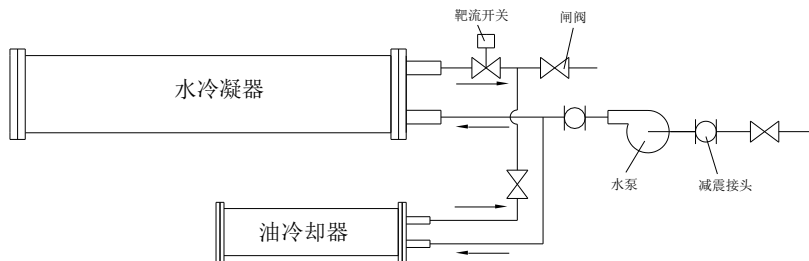 靶流开关
闸阀
水冷凝器
水泵
减震接头
油冷却器